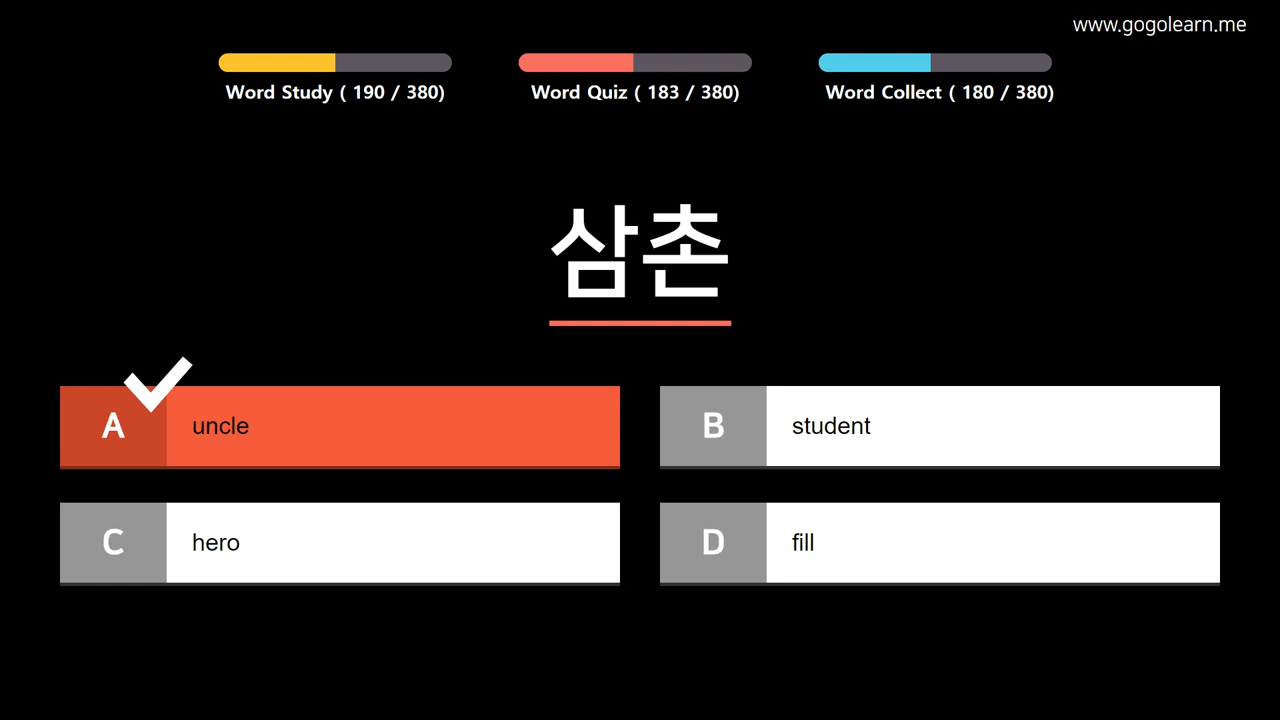 www.gogolearn.me
Word Study ( 190 / 380)
Word Quiz ( 183 / 380)
Word Collect ( 180 / 380)
삼촌
A uncle
B student
C hero
D fill